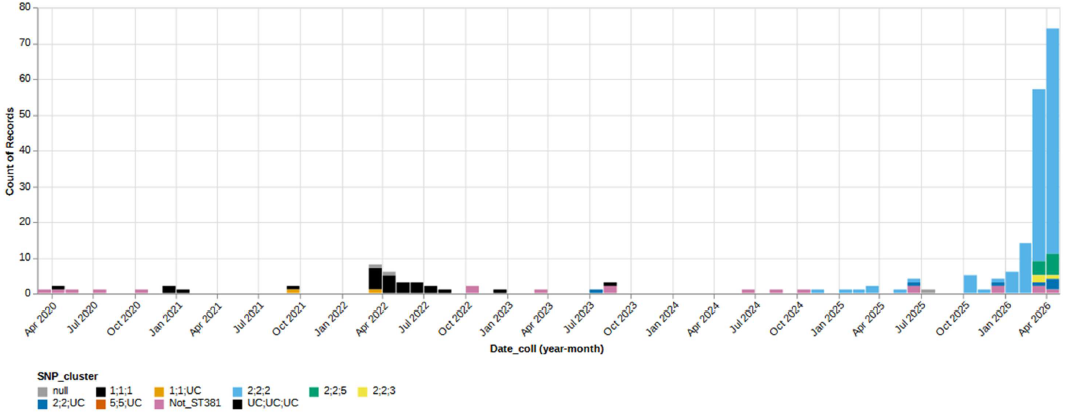 80
70
60
50
40
30
20
10
0
Count of Records
Apr 2020
Jul 2020
Oct 2020
Jan 2021
Apr 2021
Jul 2021
Oct 2021
Jan 2022
Apr 2022
Jul 2022
Oct 2022
Jan 2023
Apr 2023
Jul 2023
Oct 2023
Jan 2024
Apr 2024
Jul 2024
Oct 2024
Jan 2025
Apr 2025
Jul 2025
Oct 2025
Jan 2026
Apr 2026
Date_coll (year-month)
SNP_cluster
null 1;1;1 1;1;UC 2;2;2 2;2;5 2;2;3
2;2;UC 5;5;UC Not_ST381 UC;UC;UC